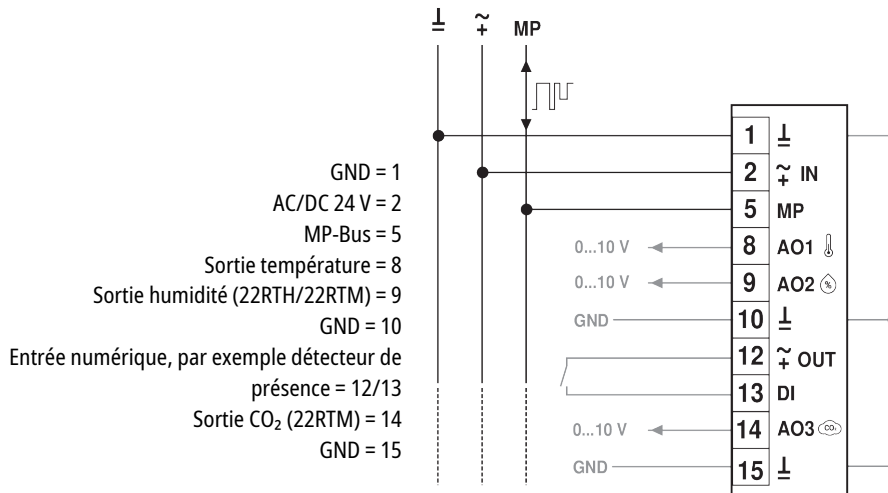 MP
GND = 1
AC/DC 24 V = 2
MP-Bus = 5
Sortie température = 8
Sortie humidité (22RTH/22RTM) = 9
GND = 10
Entrée numérique, par exemple détecteur de
présence = 12/13
Sortie CO₂ (22RTM) = 14
GND = 15
1
2 ~+ IN
5 MP
0...10 V 8 AO1
0...10 V 9 AO2 %
GND 10
12 ~+ OUT
13 DI
0...10 V 14 AO3 CO₂
GND 15